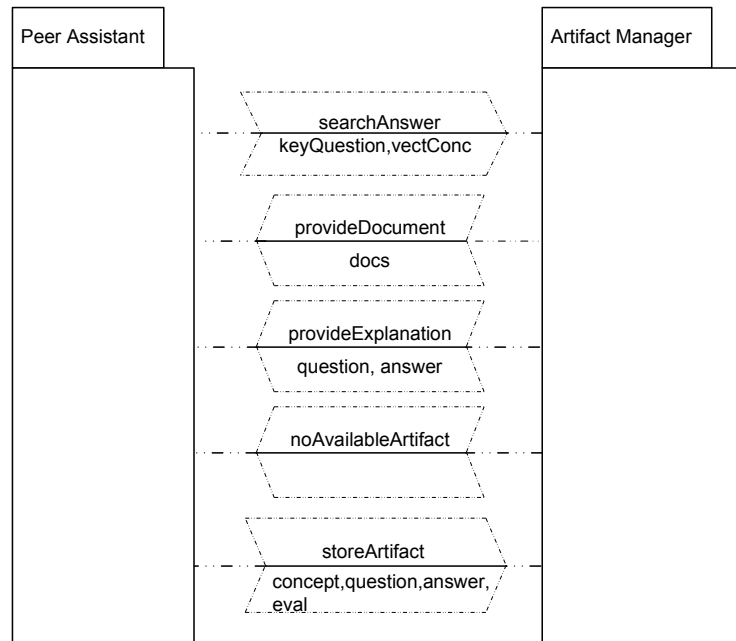 Peer Assistant
Artifact Manager
searchAnswer
keyQuestion,vectConc
provideDocument
docs
provideExplanation
question, answer
noAvailableArtifact
storeArtifact
concept,question,answer,
eval